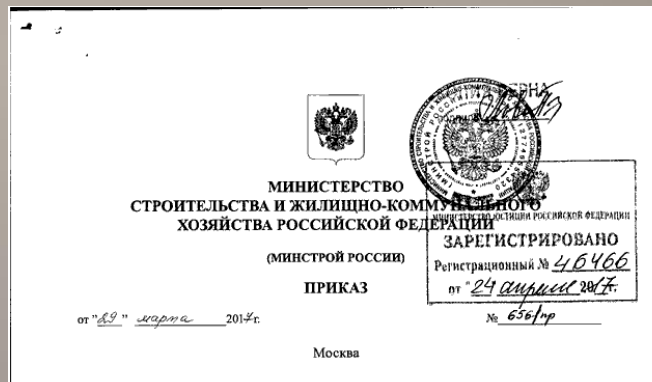 МИНИСТЕРСТВО
СТРОИТЕЛЬСТВА И ЖИЛИЩНО-КОММУНАЛЬНОГО
ХОЗЯЙСТВА РОССИЙСКОЙ ФЕДЕРАЦИИ
(МИНСТРОЙ РОССИИ)
ПРИКАЗ
МИНИСТЕРСТВО ЮСТИЦИИ РОССИЙСКОЙ ФЕДЕРАЦИИ
ЗАРЕГИСТРИРОВАНО
Регистрационный № 46466
от "24 апреля 2017г.
от "29" марта 2017г.
№ 656/пр
Москва